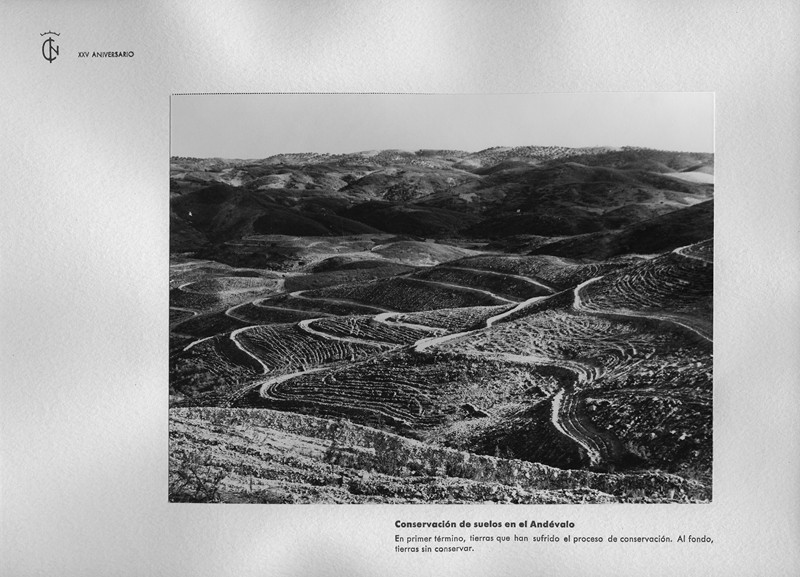 XXV ANIVERSARIO
Conservación de suelos en el Andévalo
En primer término, tierras que han sufrido el proceso de conservación. Al fondo,
tierras sin conservar.